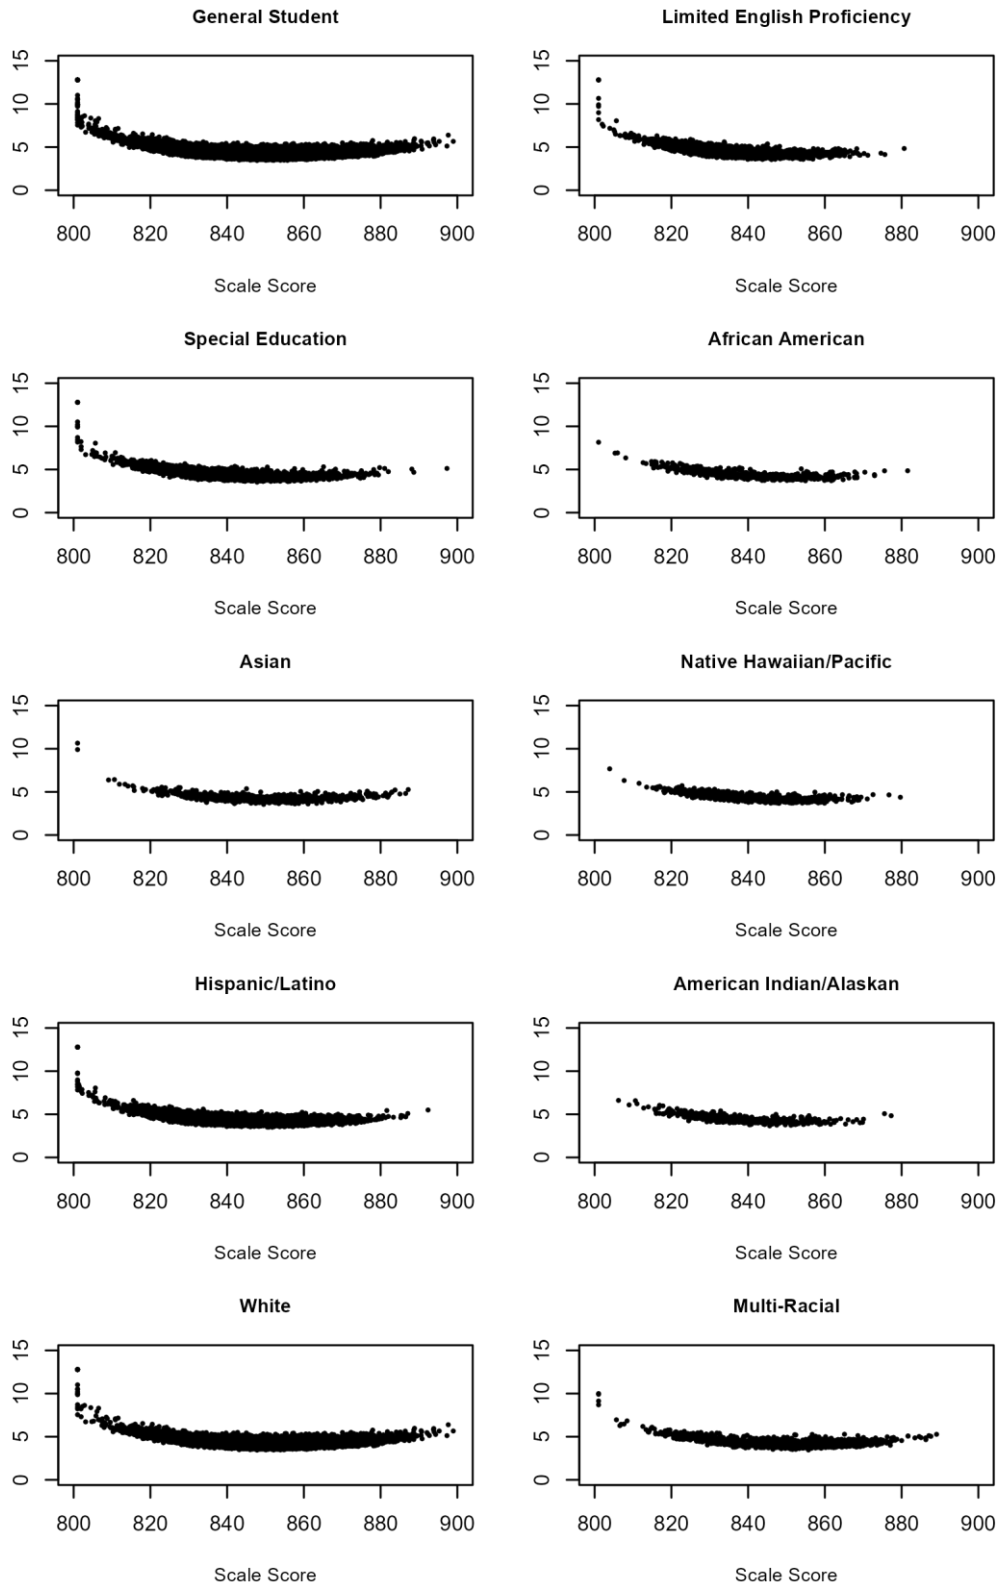 General Student Limited English Proficiency
15 15
10 10
5 5
0 0
800 820 840 860 880 900 800 820 840 860 880 900
Scale Score Scale Score
Special Education African American
15 15
10 10
5 5
0 0
800 820 840 860 880 900 800 820 840 860 880 900
Scale Score Scale Score
Asian Native Hawaiian/Pacific
15 15
10 10
5 5
0 0
800 820 840 860 880 900 800 820 840 860 880 900
Scale Score Scale Score
Hispanic/Latino American Indian/Alaskan
15 15
10 10
5 5
0 0
800 820 840 860 880 900 800 820 840 860 880 900
Scale Score Scale Score
White Multi-Racial
15 15
10 10
5 5
0 0
800 820 840 860 880 900 800 820 840 860 880 900
Scale Score Scale Score